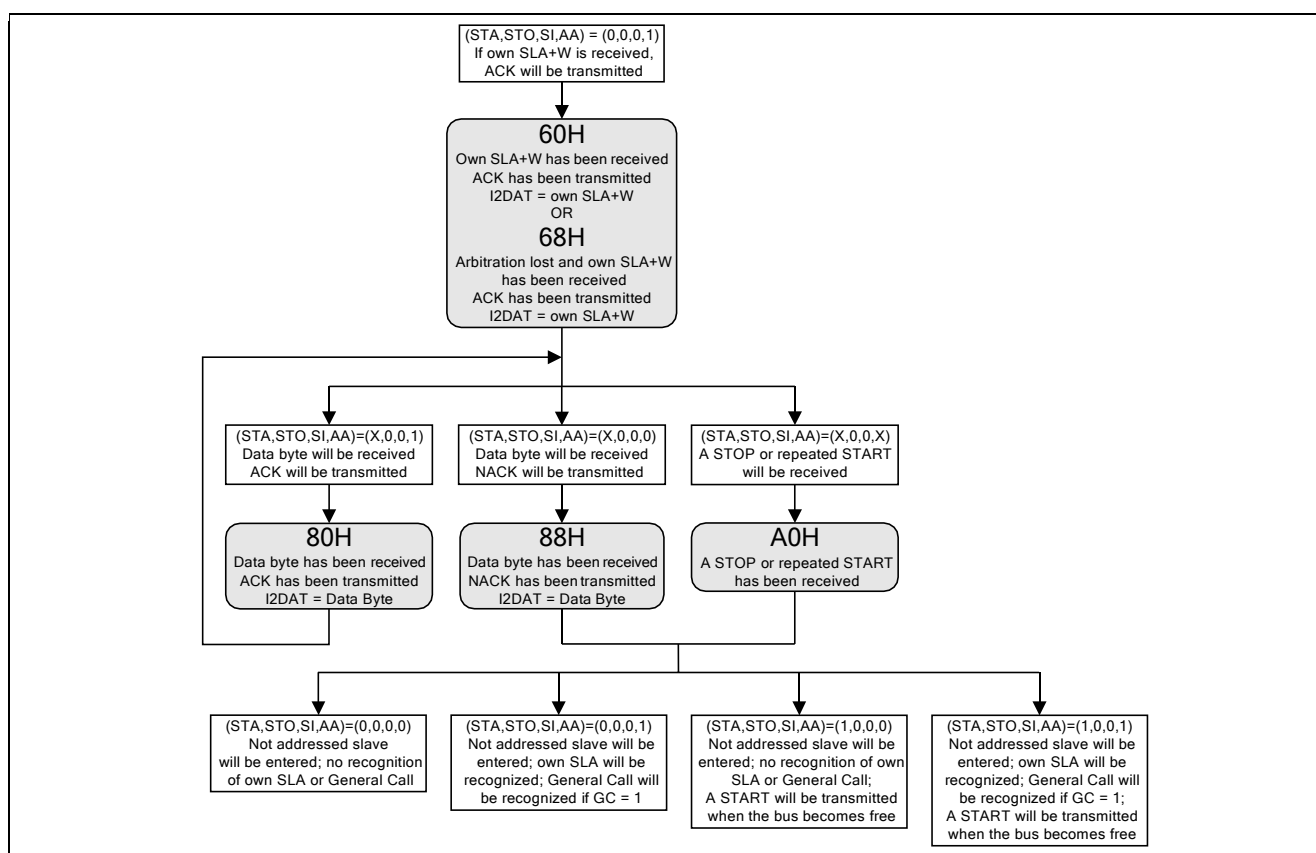 (STA,STO,SI,AA) = (0,0,0,1)
If own SLA+W is received,
ACK will be transmitted
60H
Own SLA+W has been received
ACK has been transmitted
I2DAT = own SLA+W
OR
68H
Arbitration lost and own SLA+W
has been received
ACK has been transmitted
I2DAT = own SLA+W
(STA,STO,SI,AA)=(X,0,0,1)
Data byte will be received
ACK will be transmitted
(STA,STO,SI,AA)=(X,0,0,0)
Data byte will be received
NACK will be transmitted
(STA,STO,SI,AA)=(X,0,0,X)
A STOP or repeated START
will be received
80H
Data byte has been received
ACK has been transmitted
I2DAT = Data Byte
88H
Data byte has been received
NACK has been transmitted
I2DAT = Data Byte
A0H
A STOP or repeated START
has been received
(STA,STO,SI,AA)=(0,0,0,0)
Not addressed slave
will be entered; no recognition
of own SLA or General Call
(STA,STO,SI,AA)=(0,0,0,1)
Not addressed slave will be
entered; own SLA will be
recognized; General Call will
be recognized if GC = 1
(STA,STO,SI,AA)=(1,0,0,0)
Not addressed slave will be
entered; no recognition of own
SLA or General Call;
A START will be transmitted
when the bus becomes free
(STA,STO,SI,AA)=(1,0,0,1)
Not addressed slave will be
entered; own SLA will be
recognized; General Call will
be recognized if GC = 1;
A START will be transmitted
when the bus becomes free